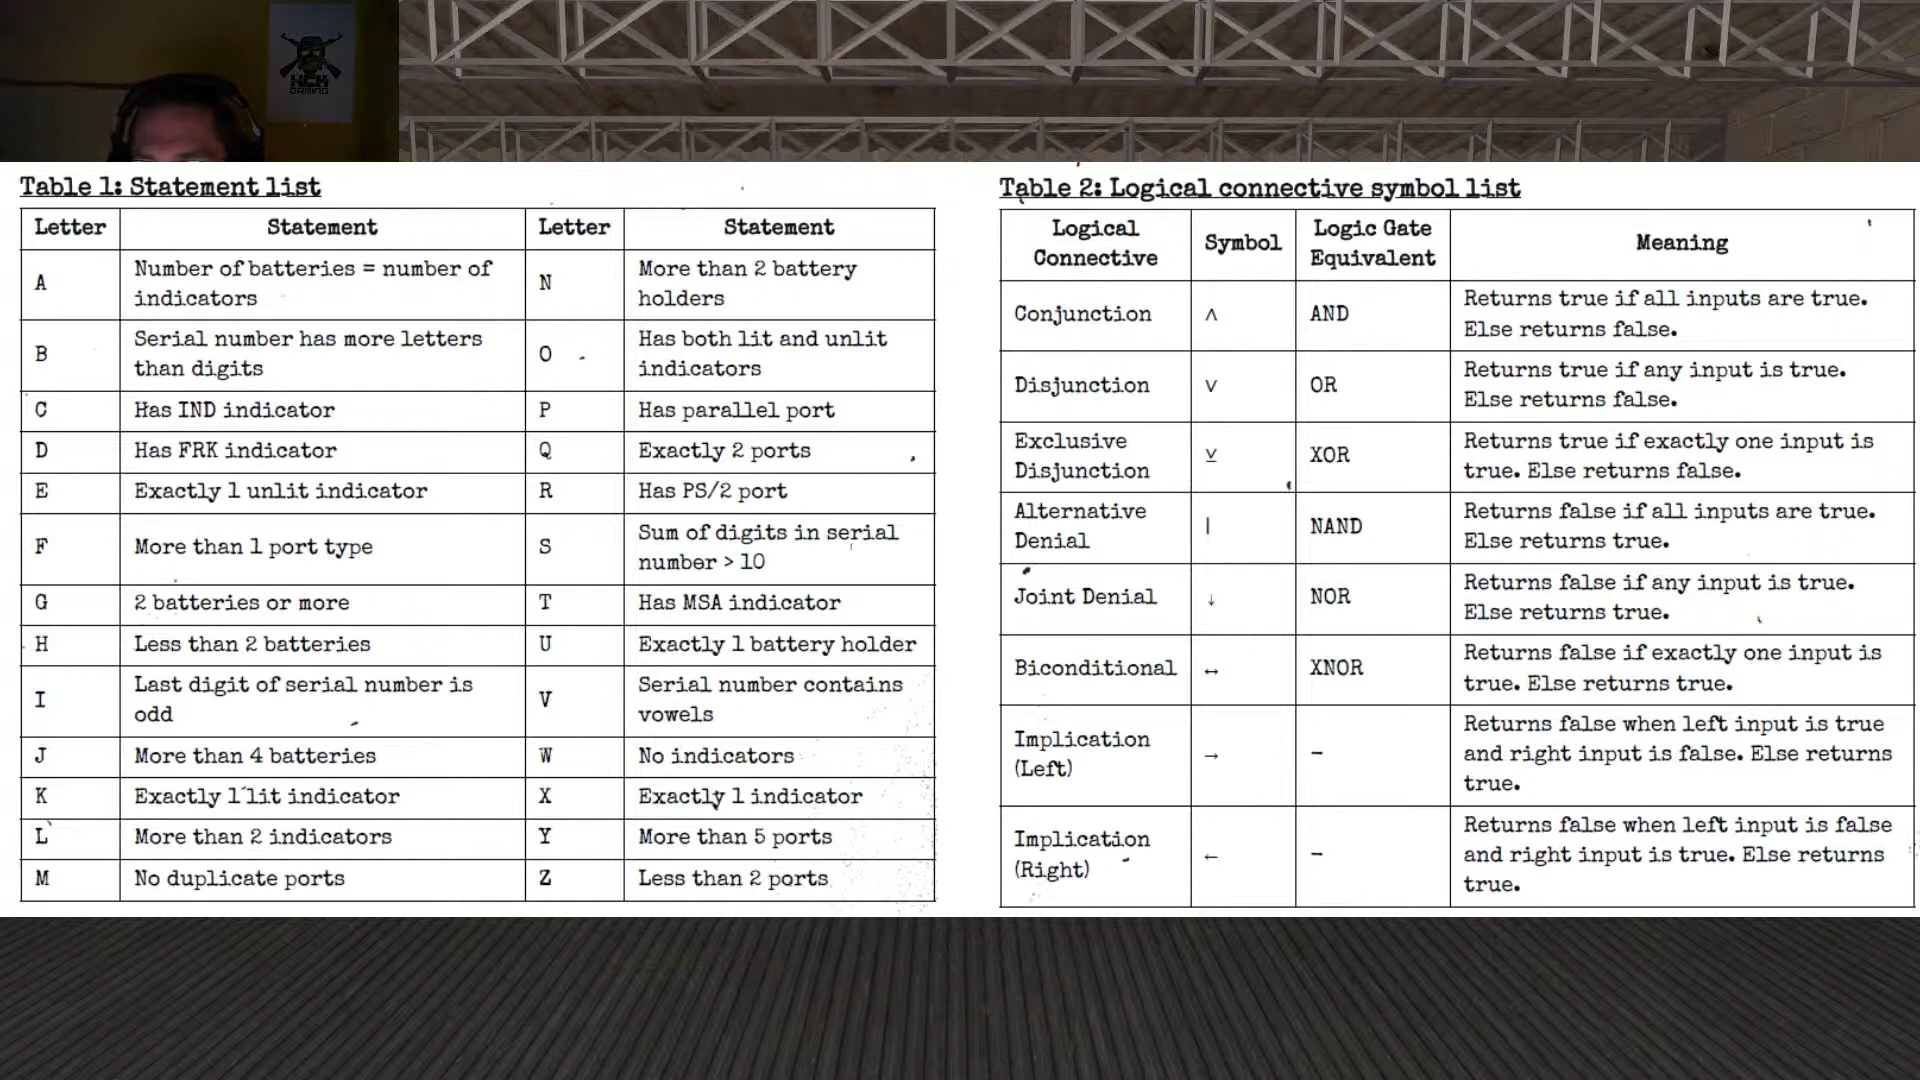 KCK
GAMING
Table 1: Statement list
Letter Statement Letter Statement
A Number of batteries = number of indicators N More than 2 battery holders
B Serial number has more letters than digits O Has both lit and unlit indicators
C Has IND indicator P Has parallel port
D Has FRK indicator Q Exactly 2 ports
E Exactly 1 unlit indicator R Has PS/2 port
F More than 1 port type S Sum of digits in serial number > 10
G 2 batteries or more T Has MSA indicator
H Less than 2 batteries U Exactly 1 battery holder
I Last digit of serial number is odd V Serial number contains vowels
J More than 4 batteries W No indicators
K Exactly 1 lit indicator X Exactly 1 indicator
L More than 2 indicators Y More than 5 ports
M No duplicate ports Z Less than 2 ports
Table 2: Logical connective symbol list
Logical Connective Symbol Logic Gate Equivalent Meaning
Conjunction ∧ AND Returns true if all inputs are true. Else returns false.
Disjunction ∨ OR Returns true if any input is true. Else returns false.
Exclusive Disjunction ⊻ XOR Returns true if exactly one input is true. Else returns false.
Alternative Denial | NAND Returns false if all inputs are true. Else returns true.
Joint Denial ↓ NOR Returns false if any input is true. Else returns true.
Biconditional ↔ XNOR Returns false if exactly one input is true. Else returns true.
Implication (Left) → – Returns false when left input is true and right input is false. Else returns true.
Implication (Right) ← – Returns false when left input is false and right input is true. Else returns true.